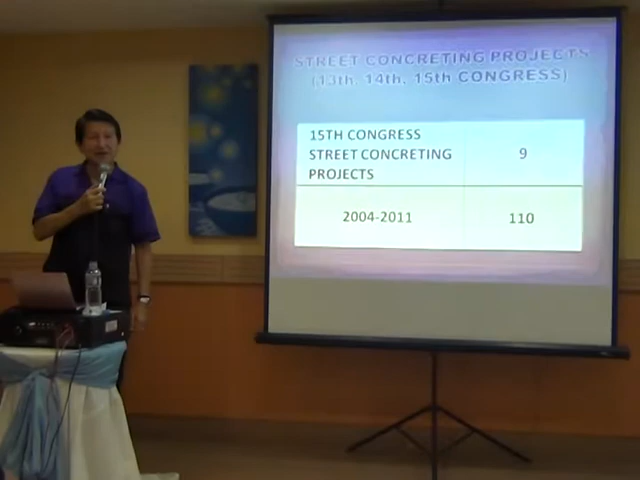 STREET CONCRETING PROJECTS
(13th, 14th, 15th CONGRESS)
15TH CONGRESS
STREET CONCRETING
PROJECTS
9
2004-2011
110